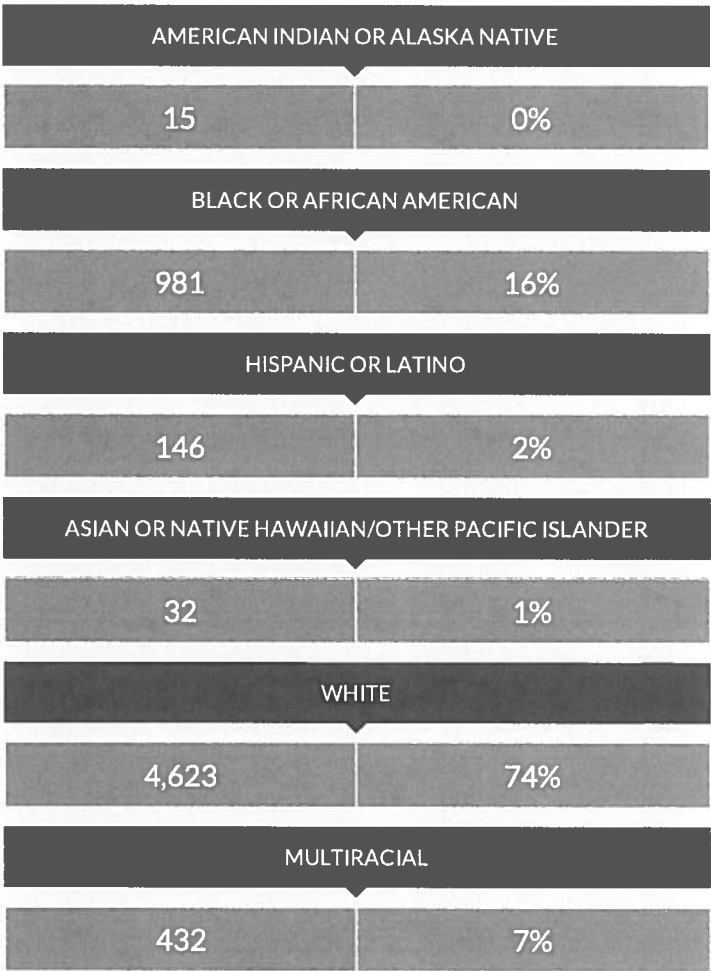 AMERICAN INDIAN OR ALASKA NATIVE
15 0%
BLACK OR AFRICAN AMERICAN
981 16%
HISPANIC OR LATINO
146 2%
ASIAN OR NATIVE HAWAIIAN/OTHER PACIFIC ISLANDER
32 1%
WHITE
4,623 74%
MULTIRACIAL
432 7%